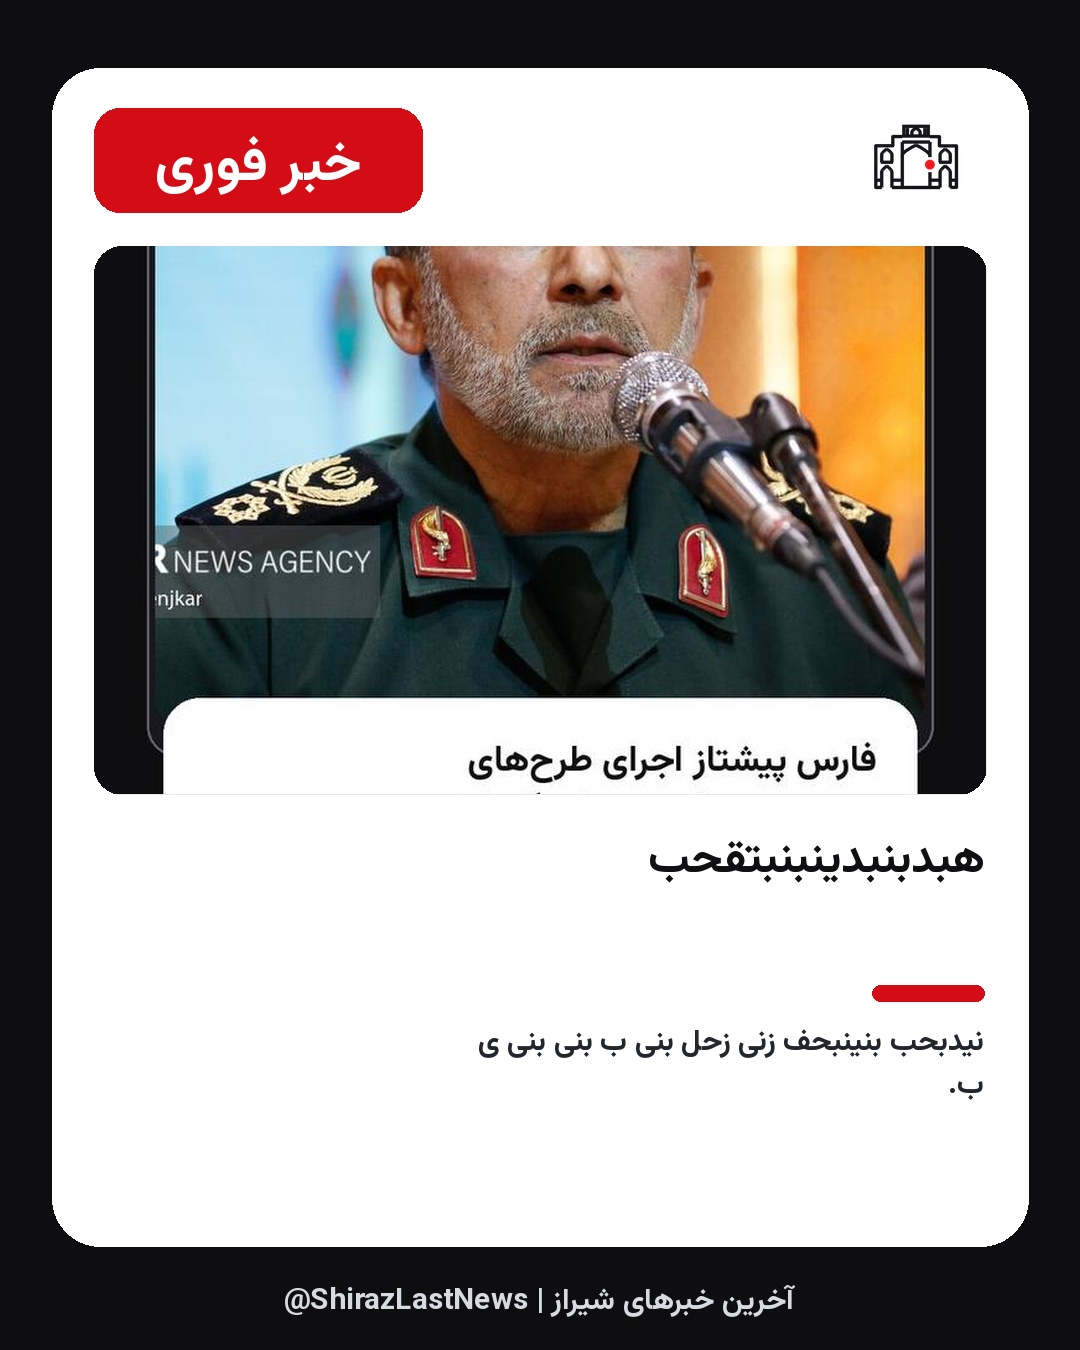 خبر فوری
R NEWS AGENCY
enjkar
فارس پیشتاز اجرای طرح‌های
هبدبنبدینبنبتقحب
نیدبحب بنینبحف زنی زحل بنی ب بنی بنی ی
ب.
آخرین خبرهای شیراز | @ShirazLastNews